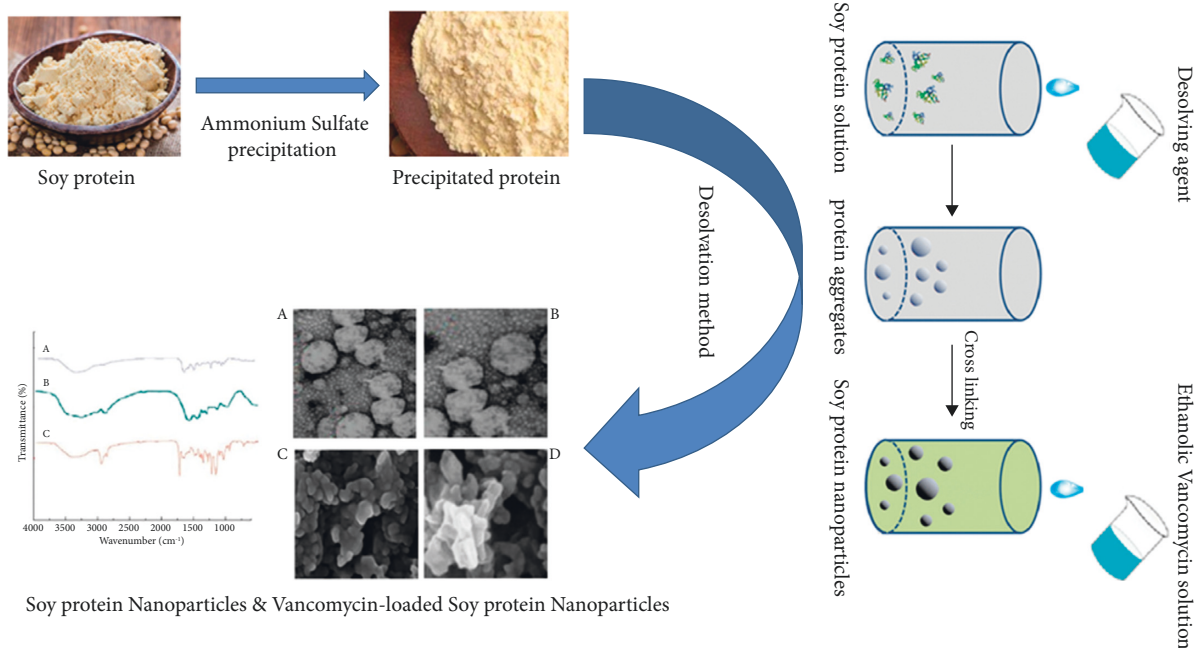 Soy protein
Ammonium Sulfate
precipitation
Precipitated protein
Desolvation method
Soy protein solution
Desolving agent
protein aggregates
Cross linking
Soy protein nanoparticles
Ethanolic Vancomycin solution
A
B
C
Transmittance (%)
4000 3500 3000 2500 2000 1500 1000
Wavenumber (cm⁻¹)
A
B
C
D
Soy protein Nanoparticles & Vancomycin-loaded Soy protein Nanoparticles